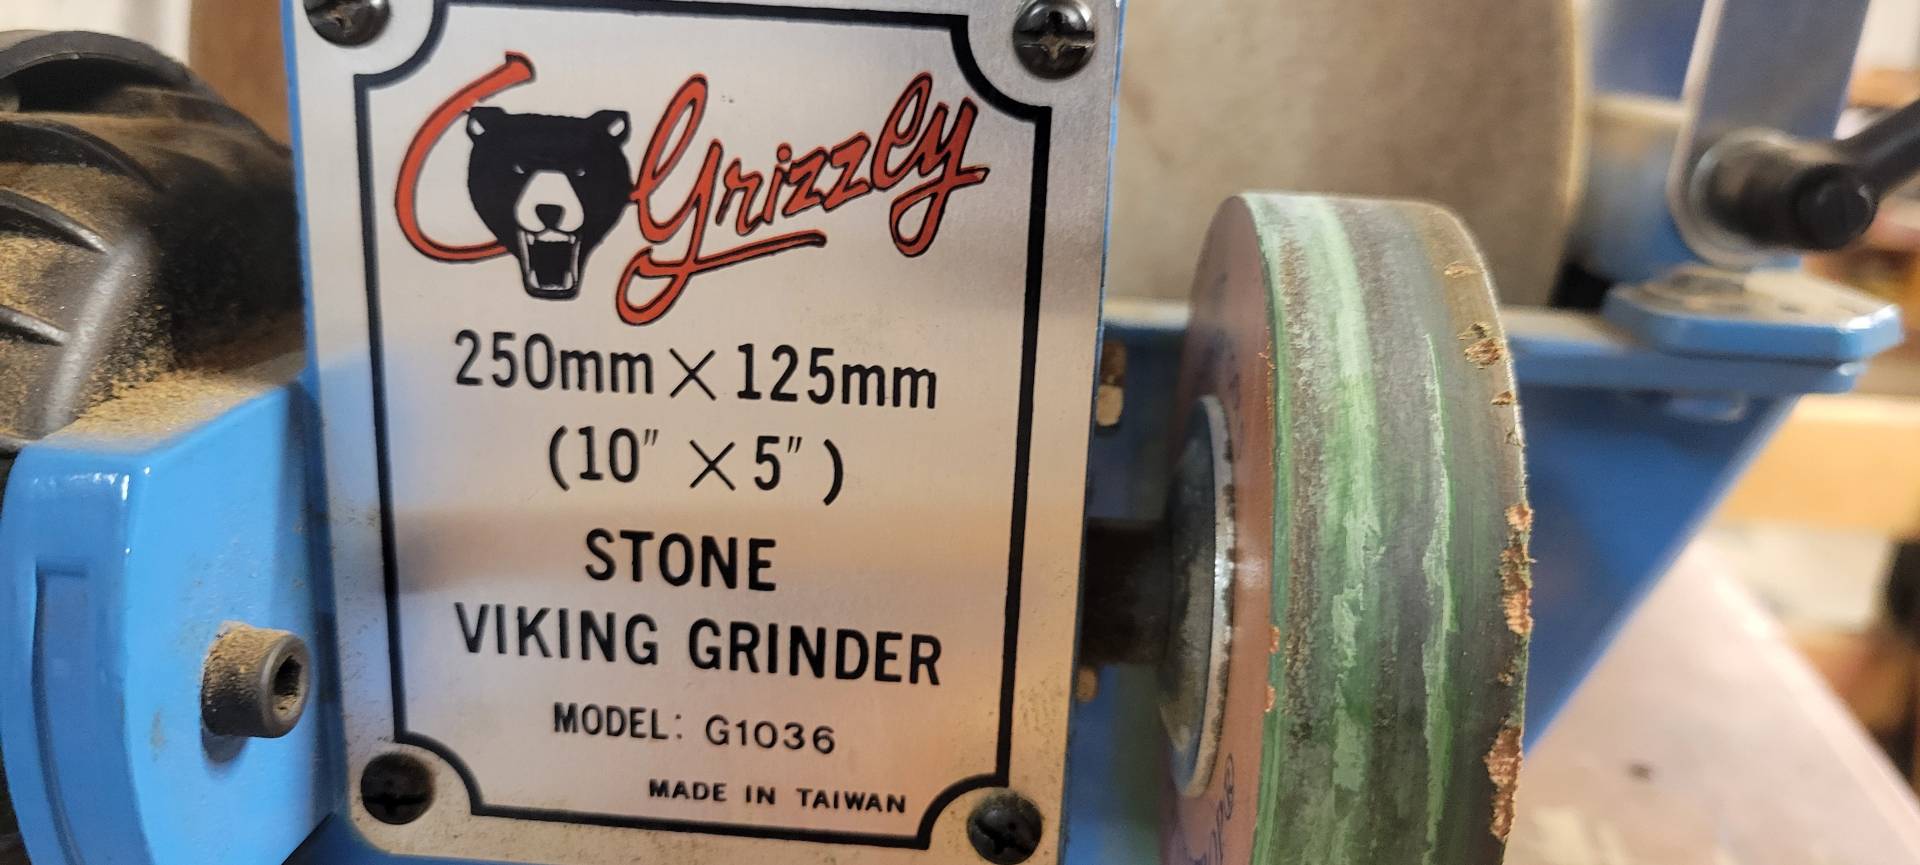 Grizzly
250mm × 125mm
(10" × 5")
STONE
VIKING GRINDER
MODEL: G1036
MADE IN TAIWAN